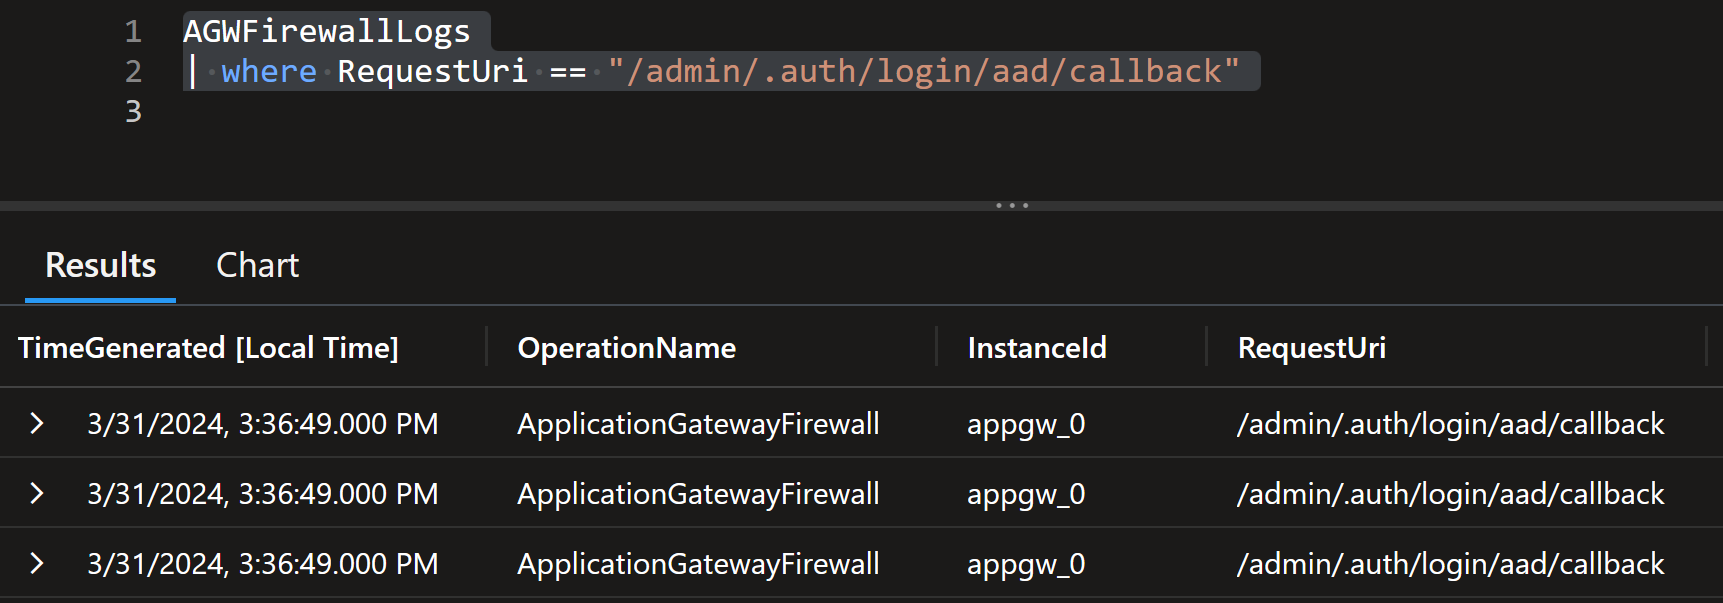 1 AGWFirewallLogs
2 | where RequestUri == "/admin/.auth/login/aad/callback"
3
Results Chart
TimeGenerated [Local Time] OperationName InstanceId RequestUri
3/31/2024, 3:36:49.000 PM ApplicationGatewayFirewall appgw_0 /admin/.auth/login/aad/callback
3/31/2024, 3:36:49.000 PM ApplicationGatewayFirewall appgw_0 /admin/.auth/login/aad/callback
3/31/2024, 3:36:49.000 PM ApplicationGatewayFirewall appgw_0 /admin/.auth/login/aad/callback